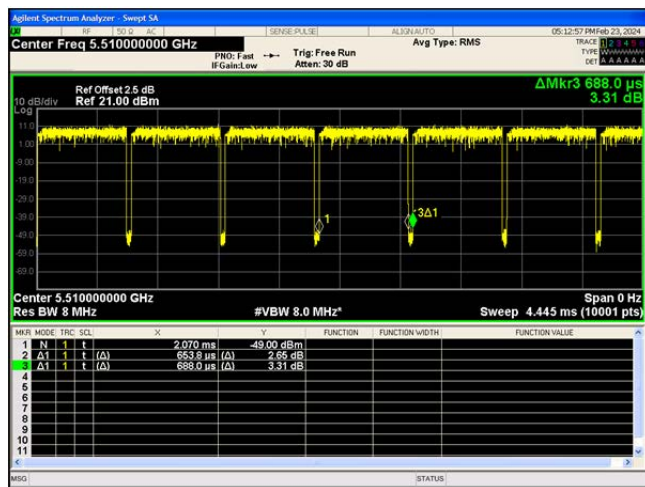 Agilent Spectrum Analyzer - Swept SA
RF 50 Ω AC SENSE:PULSE ALIGN AUTO 05:12:57 PM Feb 23, 2024
Center Freq 5.510000000 GHz
PNO: Fast Trig: Free Run Avg Type: RMS TRACE 1 2 3 4 5 6
IFGain:Low Atten: 30 dB TYPE
DET A A A A A A
ΔMkr3 688.0 µs
3.31 dB
Ref Offset 2.5 dB
10 dB/div Ref 21.00 dBm
Log
11.0
1.00
-9.00
-19.0
-29.0
-39.0
-49.0
-59.0
-69.0
1
3Δ1
Center 5.510000000 GHz Span 0 Hz
Res BW 8 MHz #VBW 8.0 MHz* Sweep 4.445 ms (10001 pts)
MKR MODE TRC SCL X Y FUNCTION FUNCTION WIDTH FUNCTION VALUE
1 N 1 t 2.070 ms -49.00 dBm
2 Δ1 1 t (Δ) 653.8 µs (Δ) 2.65 dB
3 Δ1 1 t (Δ) 688.0 µs (Δ) 3.31 dB
4
5
6
7
8
9
10
11
MSG STATUS